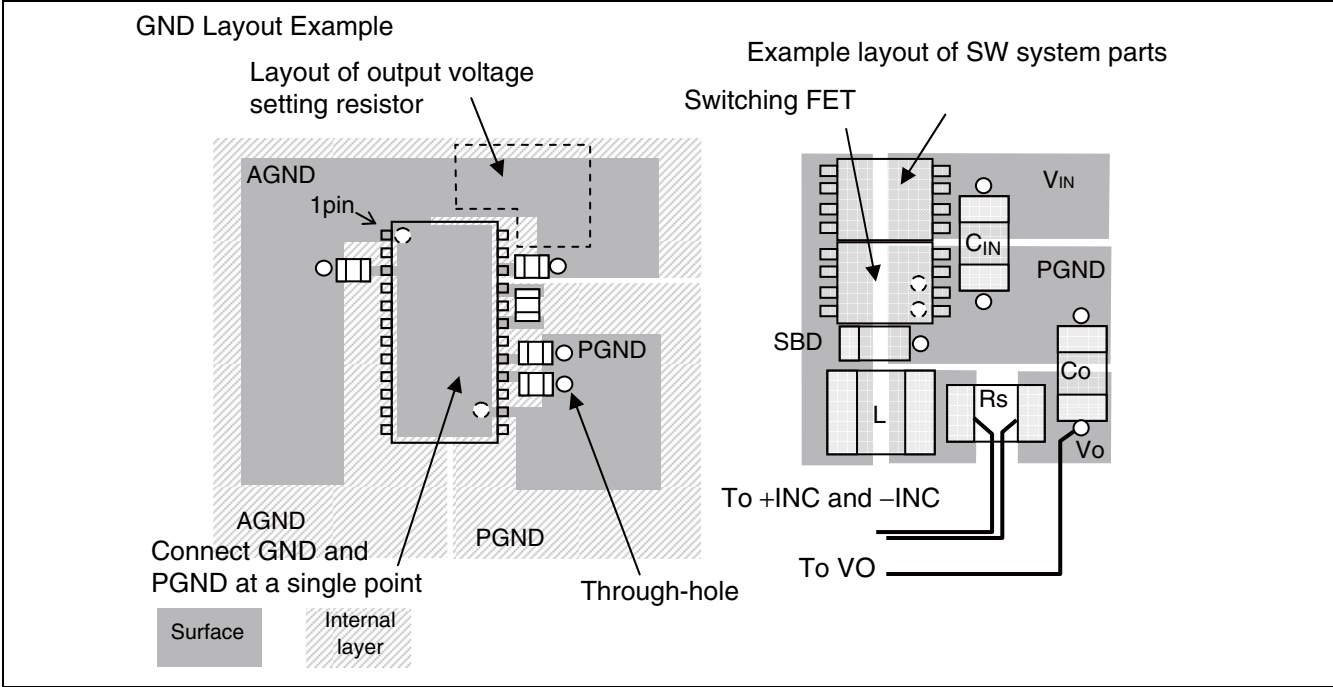 GND Layout Example
Layout of output voltage
setting resistor
AGND
1pin
PGND
AGND
PGND
Connect GND and
PGND at a single point
Through-hole
Surface
Internal
layer
Example layout of SW system parts
Switching FET
VIN
CIN
PGND
SBD
Co
L
Rs
Vo
To +INC and −INC
To VO